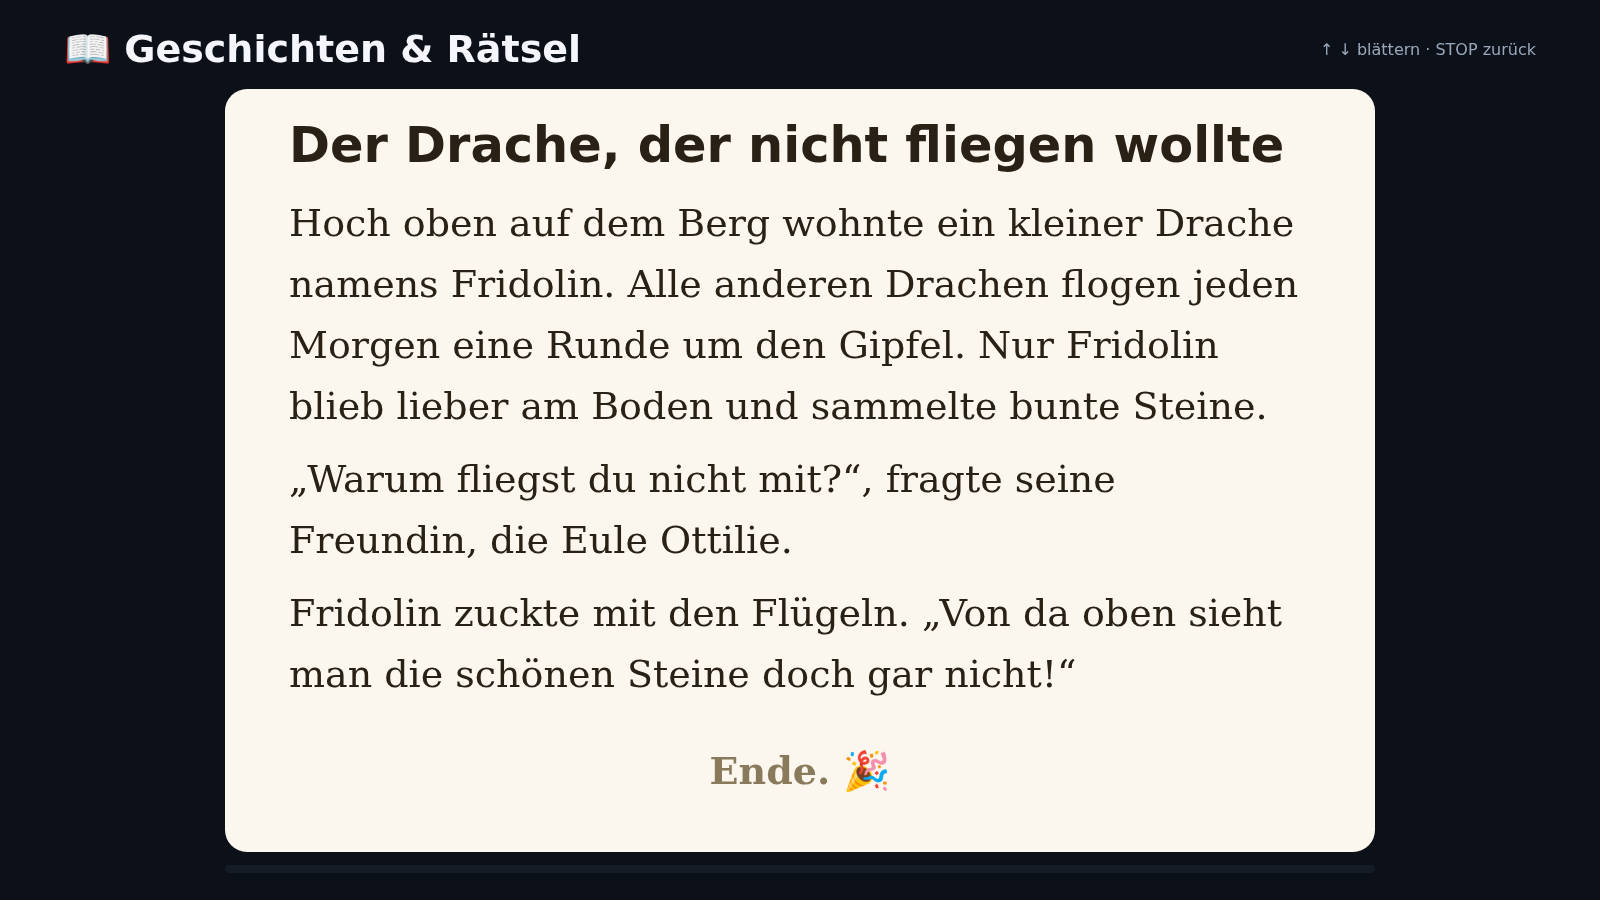 📖 Geschichten & Rätsel
↑ ↓ blättern · STOP zurück
Der Drache, der nicht fliegen wollte
Hoch oben auf dem Berg wohnte ein kleiner Drache
namens Fridolin. Alle anderen Drachen flogen jeden
Morgen eine Runde um den Gipfel. Nur Fridolin
blieb lieber am Boden und sammelte bunte Steine.
„Warum fliegst du nicht mit?“, fragte seine
Freundin, die Eule Ottilie.
Fridolin zuckte mit den Flügeln. „Von da oben sieht
man die schönen Steine doch gar nicht!“
Ende. 🎉